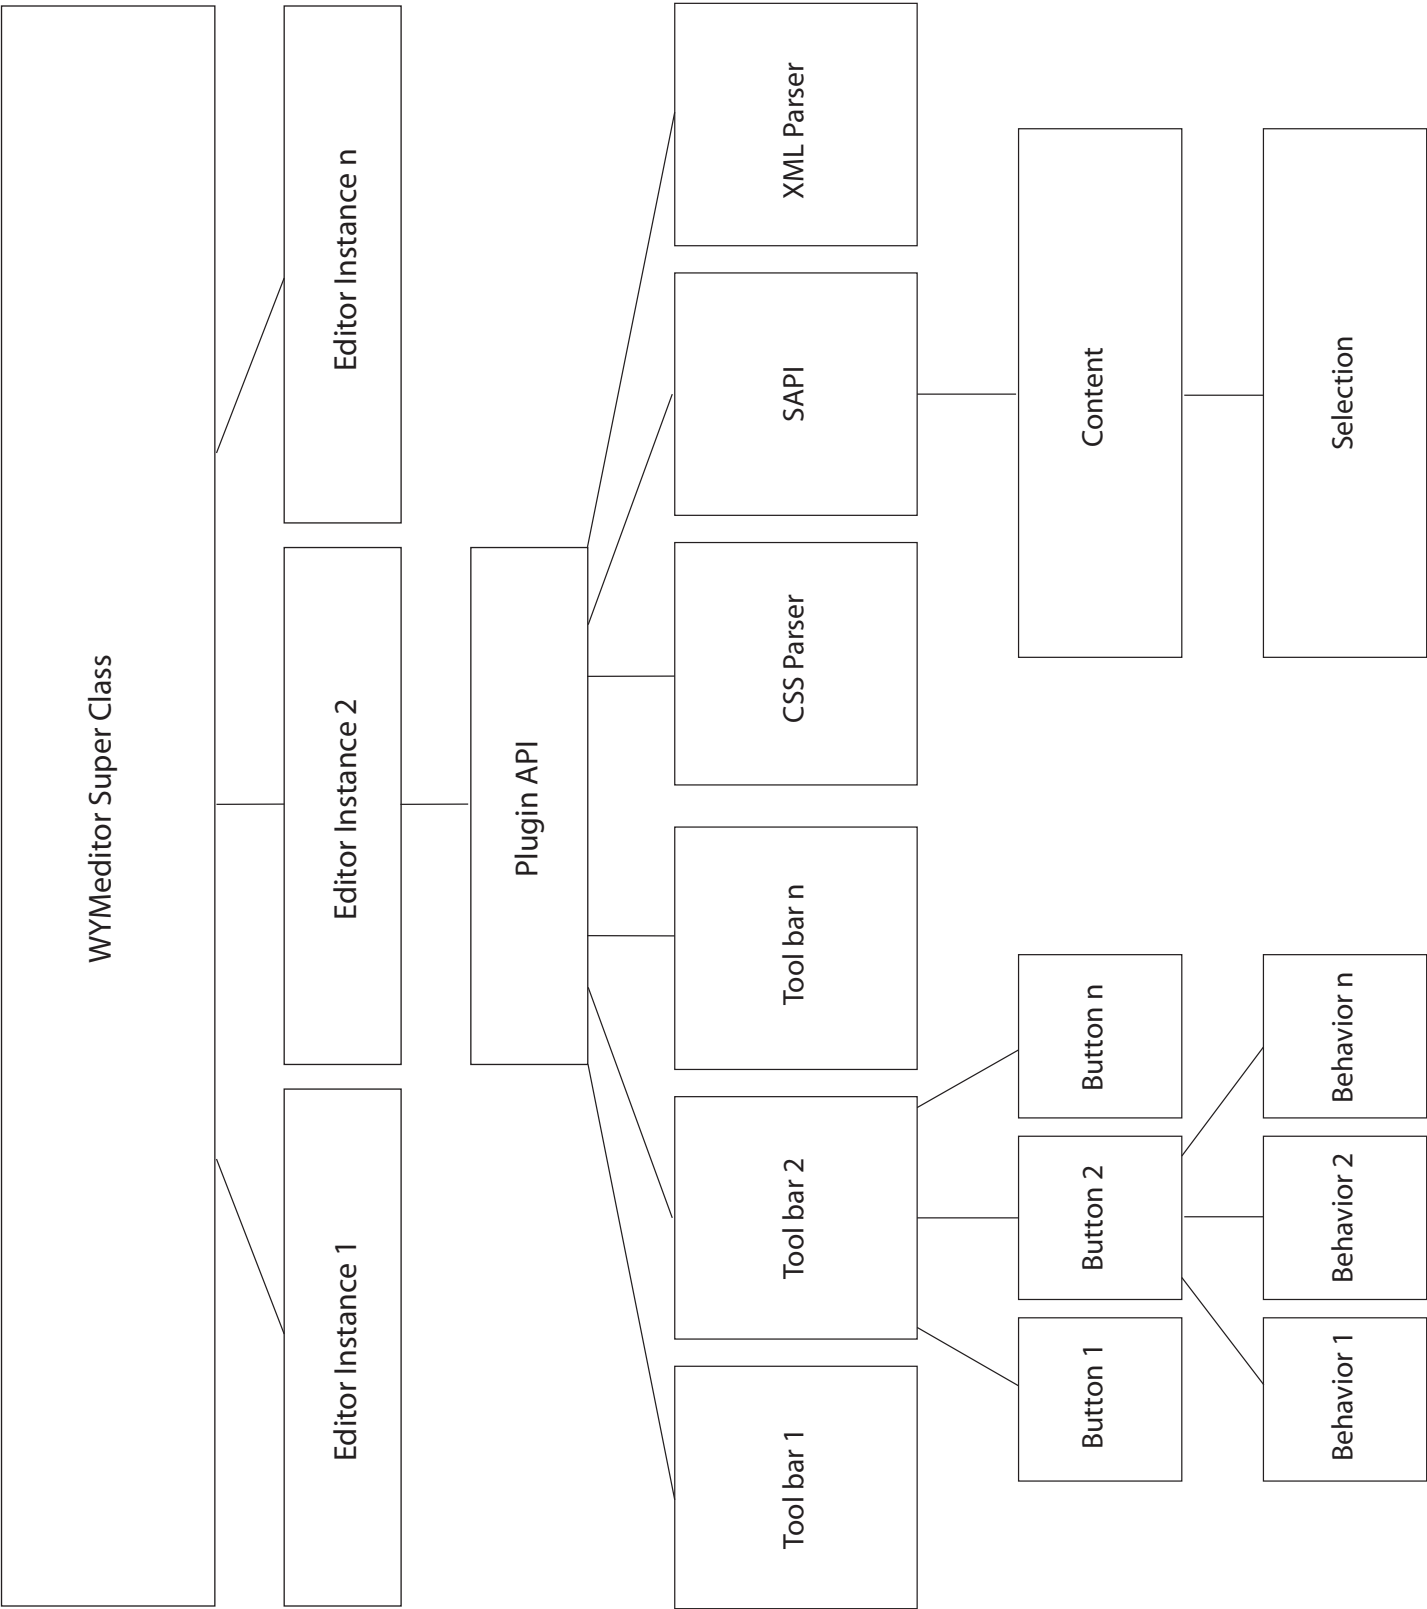 WYMeditor Super Class
Editor Instance 1
Editor Instance 2
Editor Instance n
Plugin API
Tool bar 1
Tool bar 2
Tool bar n
CSS Parser
SAPI
XML Parser
Button 1
Button 2
Button n
Content
Behavior 1
Behavior 2
Behavior n
Selection